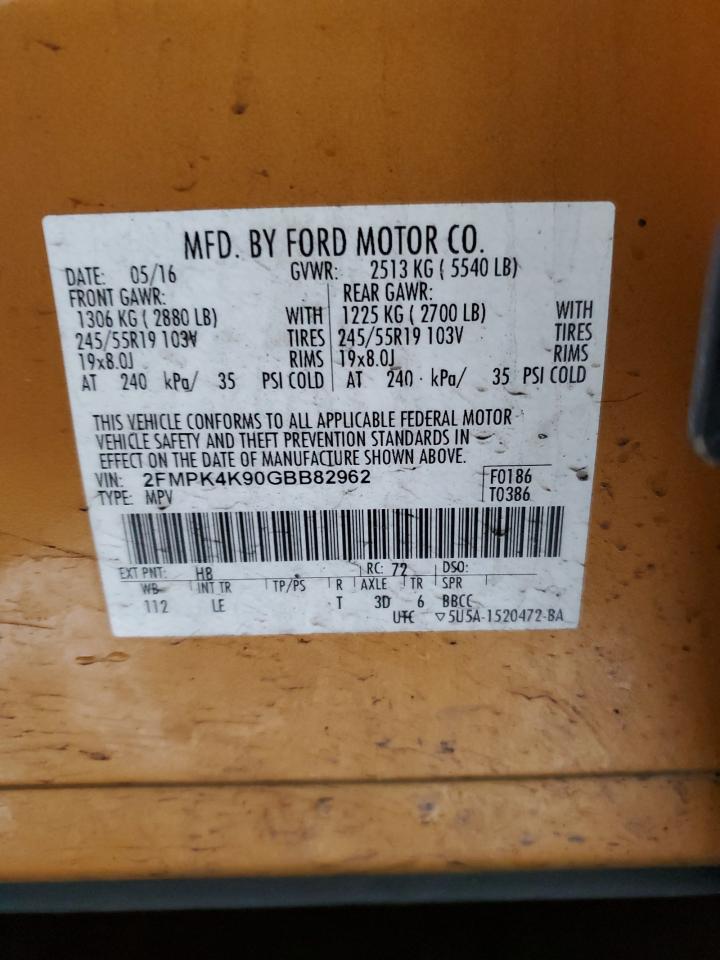 MFD. BY FORD MOTOR CO.
DATE: 05/16 GVWR: 2513 KG ( 5540 LB)
FRONT GAWR: REAR GAWR:
1306 KG ( 2880 LB) WITH 1225 KG ( 2700 LB) WITH
245/55R19 103V TIRES 245/55R19 103V TIRES
19x8.0J RIMS 19x8.0J RIMS
AT 240 kPa/ 35 PSI COLD AT 240 kPa/ 35 PSI COLD
THIS VEHICLE CONFORMS TO ALL APPLICABLE FEDERAL MOTOR
VEHICLE SAFETY AND THEFT PREVENTION STANDARDS IN
EFFECT ON THE DATE OF MANUFACTURE SHOWN ABOVE.
VIN: 2FMPK4K90GBB82962 F0186
TYPE: MPV T0386
EXT PNT: H8 RC: 72 DSO:
WB INT TR TP/PS R AXLE TR SPR
112 LE T 3D 6 BBCC
UTC ▽5U5A-1520472-BA